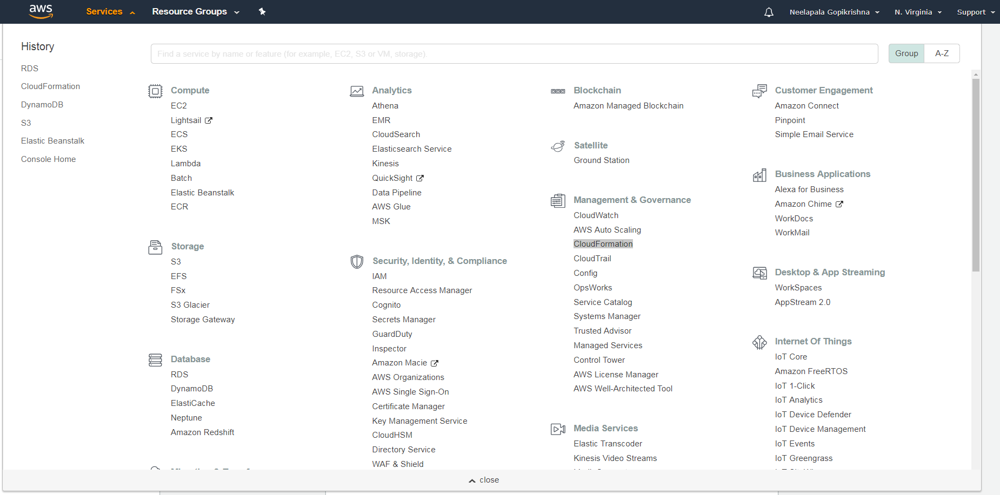 aws
Services
Resource Groups
Neelapala Gopikrishna
N. Virginia
Support
History
RDS
CloudFormation
DynamoDB
S3
Elastic Beanstalk
Console Home
Find a service by name or feature (for example, EC2, S3 or VM, storage).
Group
A-Z
Compute
EC2
Lightsail
ECS
EKS
Lambda
Batch
Elastic Beanstalk
ECR
Storage
S3
EFS
FSx
S3 Glacier
Storage Gateway
Database
RDS
DynamoDB
ElastiCache
Neptune
Amazon Redshift
Analytics
Athena
EMR
CloudSearch
Elasticsearch Service
Kinesis
QuickSight
Data Pipeline
AWS Glue
MSK
Security, Identity, & Compliance
IAM
Resource Access Manager
Cognito
Secrets Manager
GuardDuty
Inspector
Amazon Macie
AWS Organizations
AWS Single Sign-On
Certificate Manager
Key Management Service
CloudHSM
Directory Service
WAF & Shield
Blockchain
Amazon Managed Blockchain
Satellite
Ground Station
Management & Governance
CloudWatch
AWS Auto Scaling
CloudFormation
CloudTrail
Config
OpsWorks
Service Catalog
Systems Manager
Trusted Advisor
Managed Services
Control Tower
AWS License Manager
AWS Well-Architected Tool
Media Services
Elastic Transcoder
Kinesis Video Streams
Customer Engagement
Amazon Connect
Pinpoint
Simple Email Service
Business Applications
Alexa for Business
Amazon Chime
WorkDocs
WorkMail
Desktop & App Streaming
WorkSpaces
AppStream 2.0
Internet Of Things
IoT Core
Amazon FreeRTOS
IoT 1-Click
IoT Analytics
IoT Device Defender
IoT Device Management
IoT Events
IoT Greengrass
close